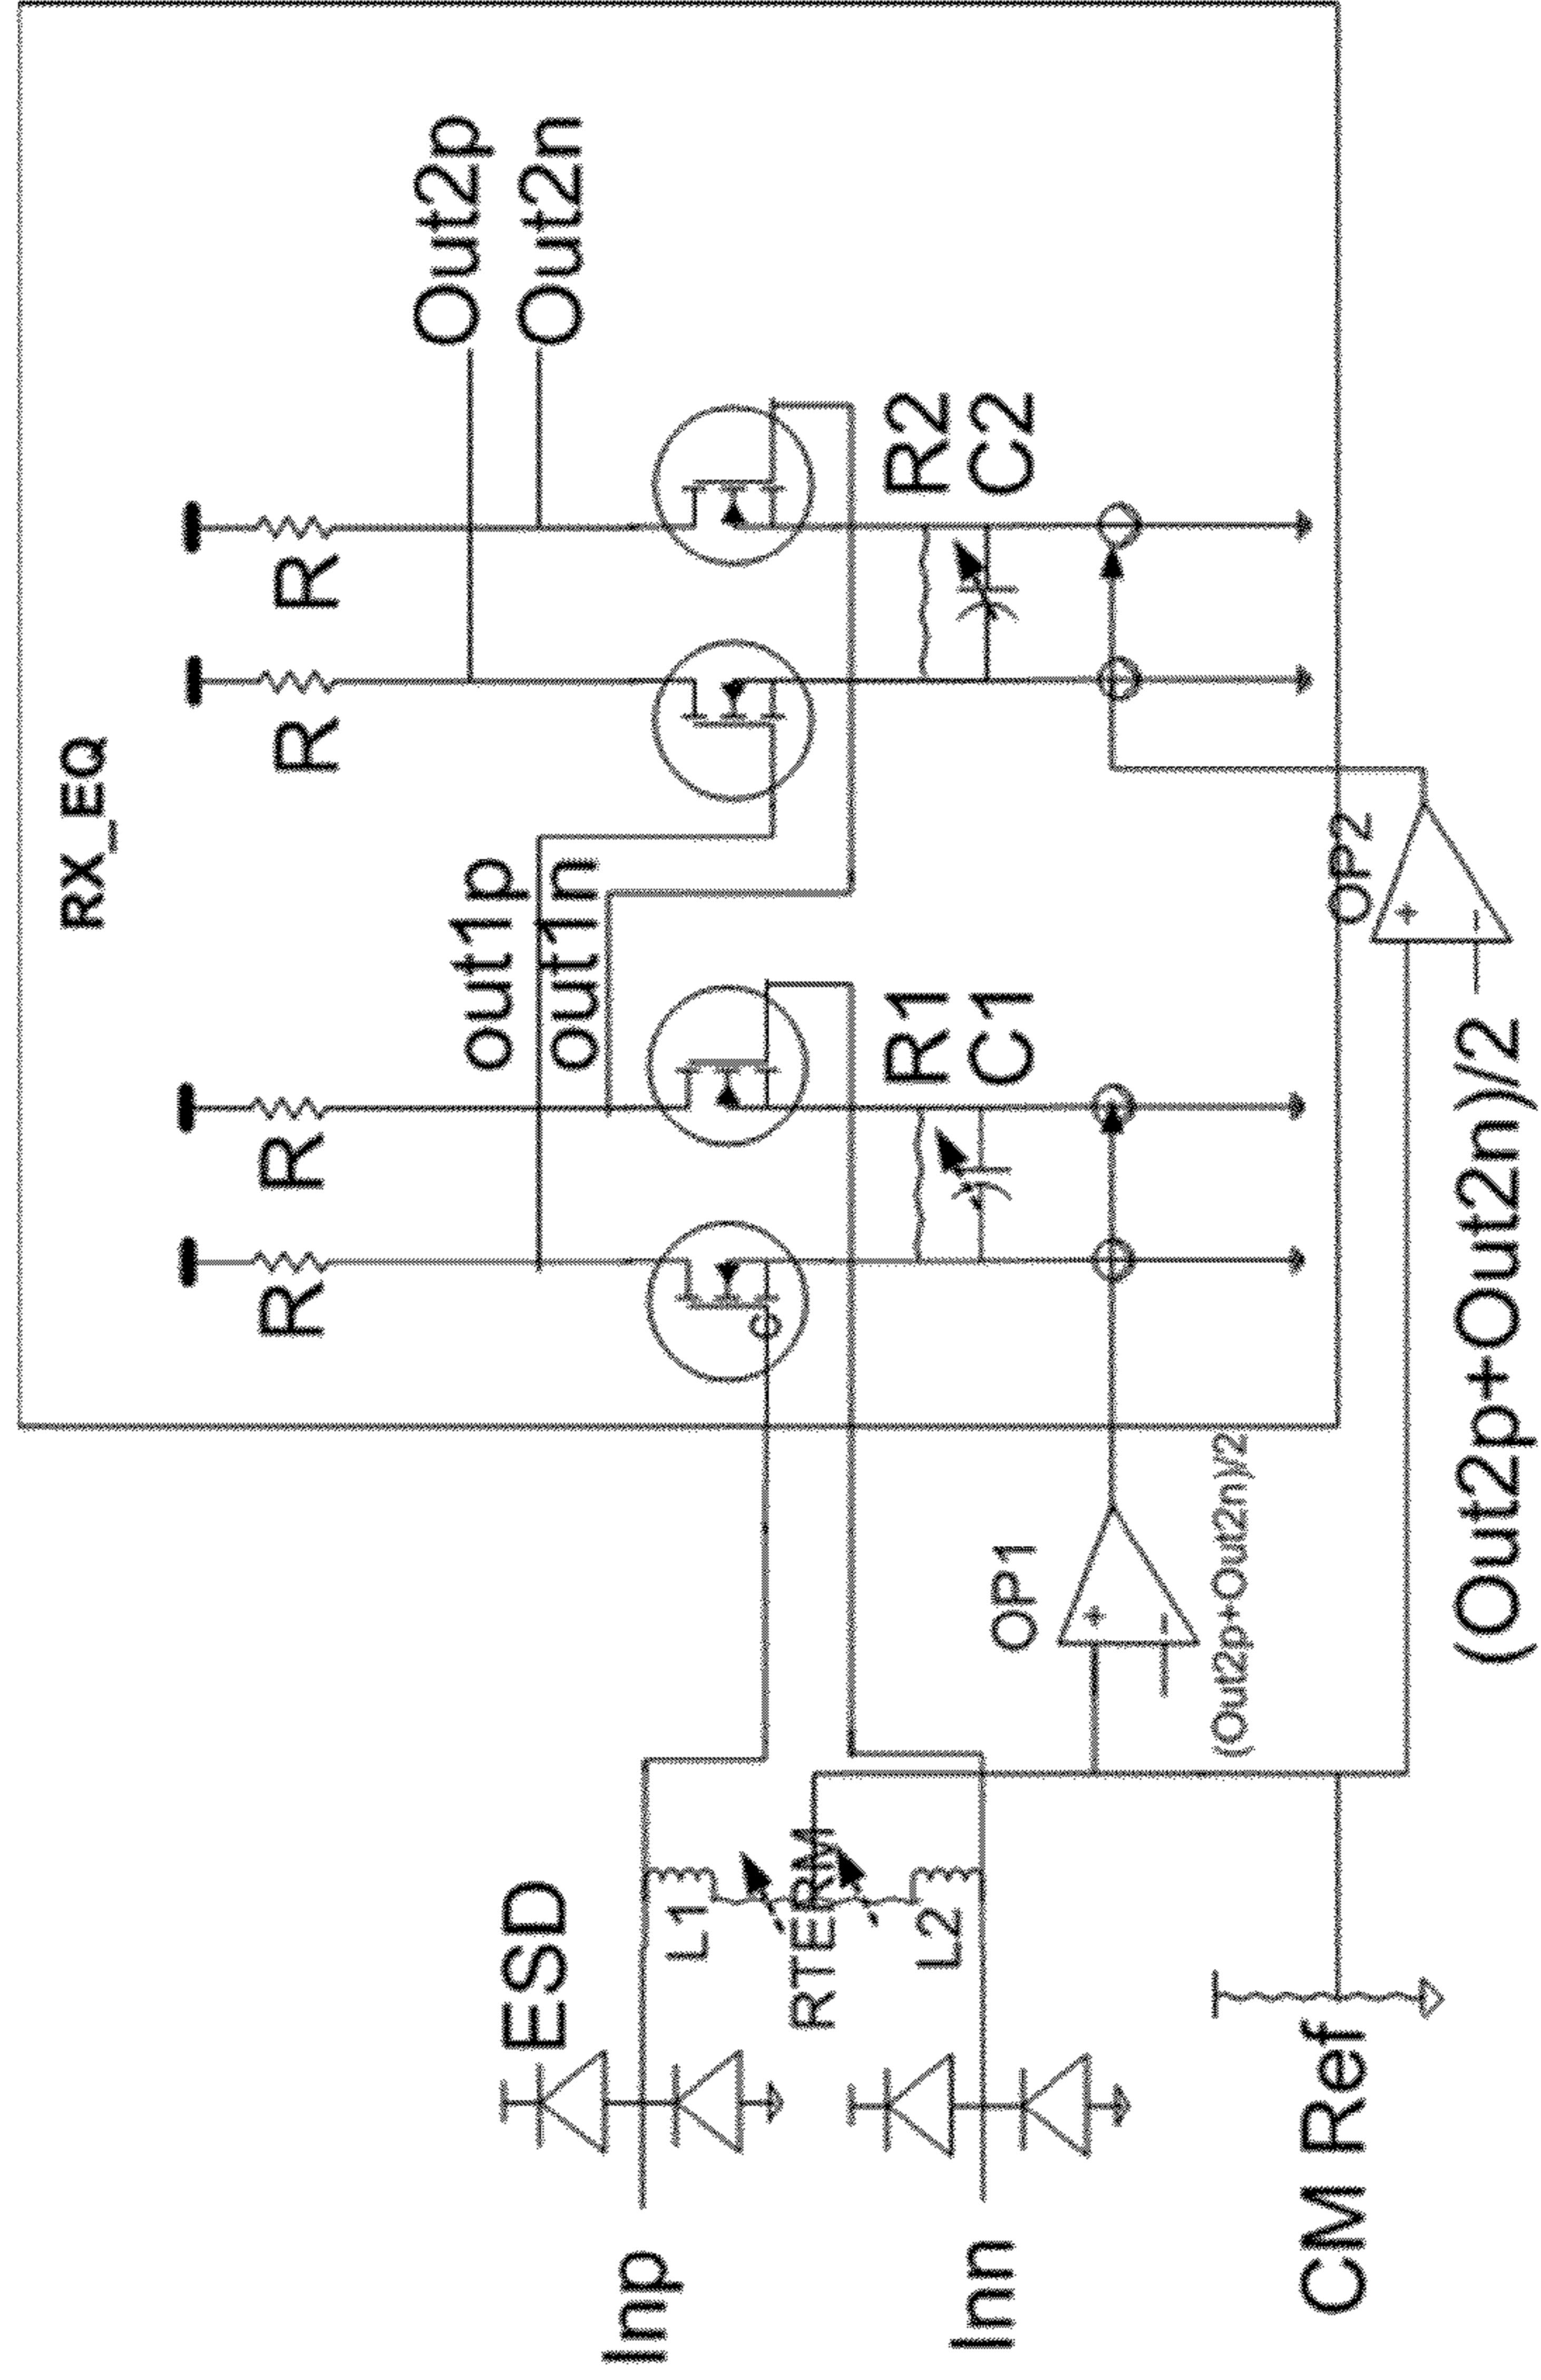 RX_EQ
R
R
R
R
Out2p
Out2n
out1p
out1n
R1
C1
R2
C2
G
ESD
L1
RTERM
L2
Inp
Inn
OP1
+
-
(Out2p+Out2n)/2
OP2
+
-
(Out2p+Out2n)/2
CM Ref